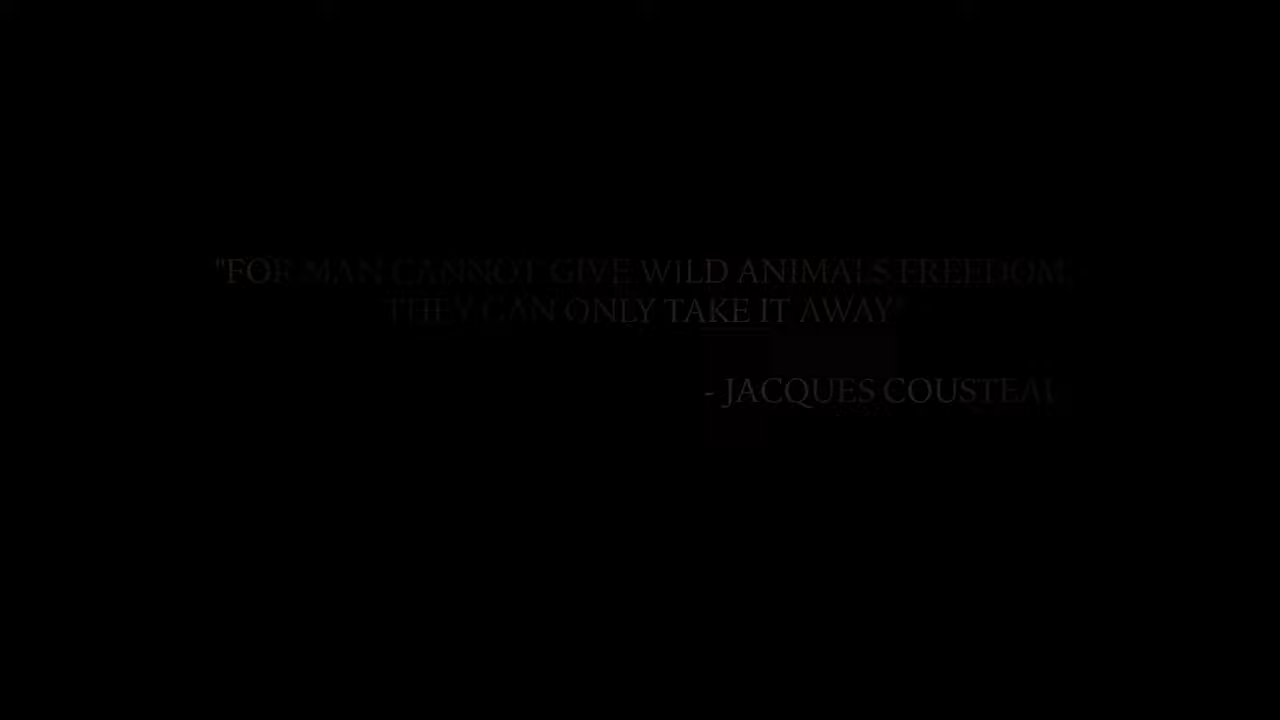 "FOR MAN CANNOT GIVE WILD ANIMALS FREEDOM,
THEY CAN ONLY TAKE IT AWAY"
- JACQUES COUSTEAU